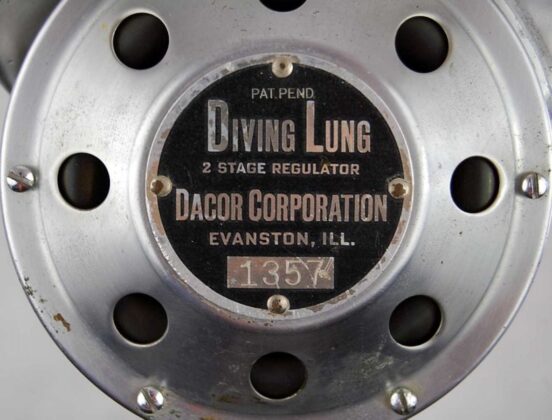 PAT. PEND.
DIVING LUNG
2 STAGE REGULATOR
DACOR CORPORATION
EVANSTON, ILL.
1357